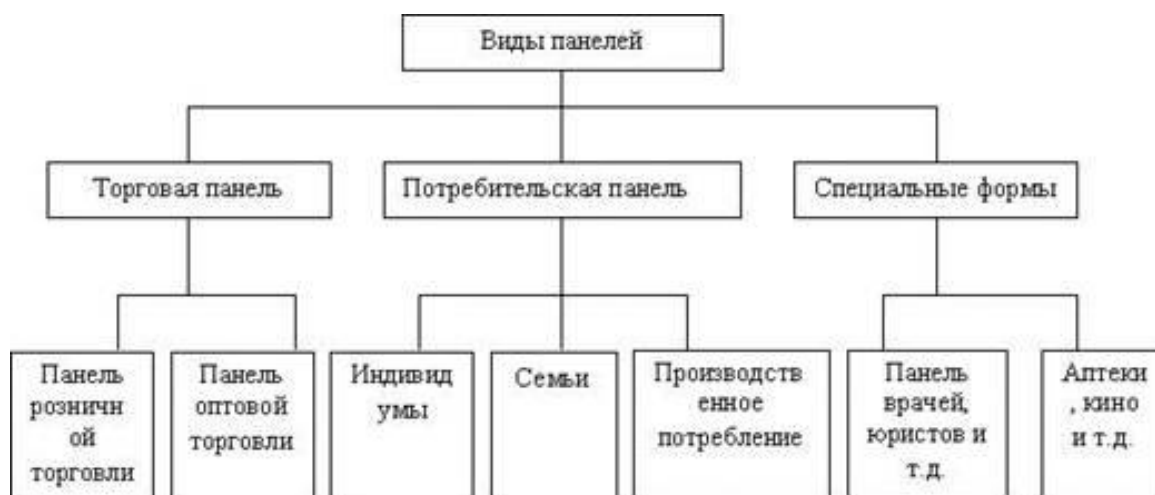 Виды панелей
Торговая панель
Потребительская панель
Специальные формы
Панель
розничн
ой
торговли
Панель
оптовой
торговли
Индивид
умы
Семьи
Производств
енное
потребление
Панель
врачей,
юристов и
т.д.
Аптеки
, кино
и т.д.